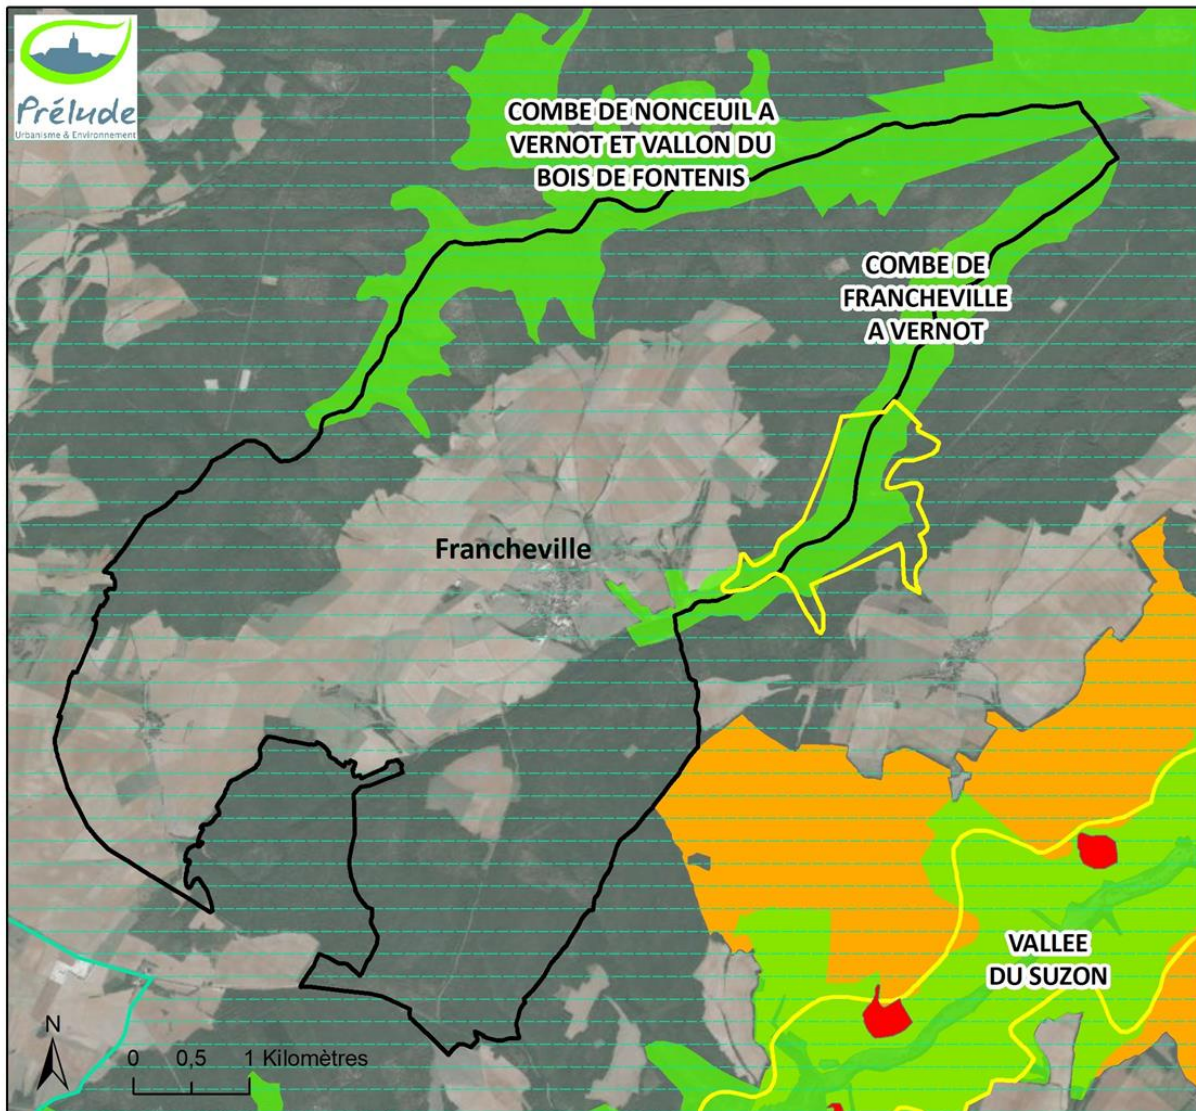 Prélude
Urbanisme & Environnement
COMBE DE NONCEUIL A
VERNOT ET VALLON DU
BOIS DE FONTENIS
COMBE DE
FRANCHEVILLE
A VERNOT
Francheville
VALLEE
DU SUZON
N
0 0,5 1 Kilomètres